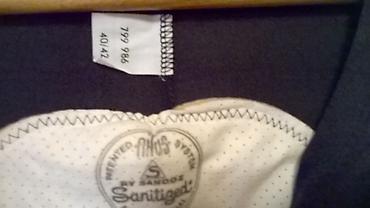 799 986
40/42
PATENTED SYSTEM
S
BY SANDOZ
Sanitized